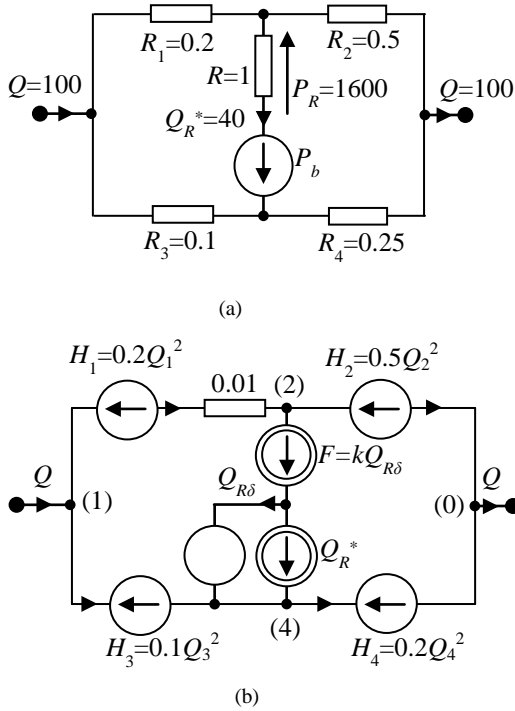 R1=0.2
R2=0.5
R=1
PR=1600
Q=100
Q=100
QR*=40
Pb
R3=0.1
R4=0.25
(a)
H1=0.2Q1²
0.01
(2)
H2=0.5Q2²
F=kQRδ
Q
(1)
QRδ
(0)
Q
QR*
H3=0.1Q3²
(4)
H4=0.2Q4²
(b)